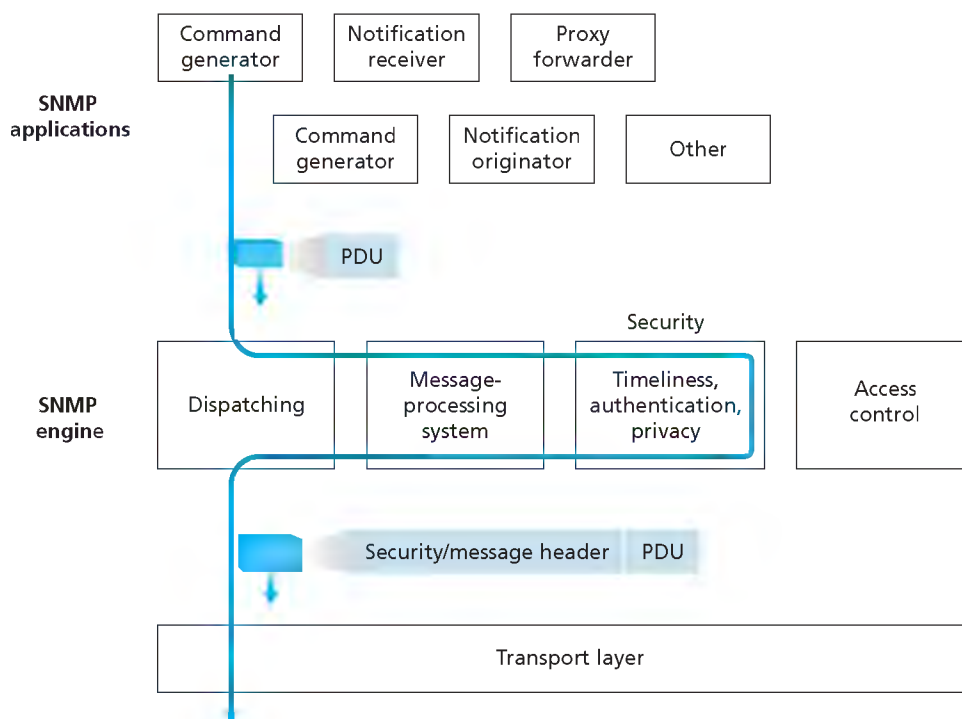 Command
generator
Notification
receiver
Proxy
forwarder
SNMP
applications
Command
generator
Notification
originator
Other
PDU
Security
SNMP
engine
Dispatching
Message-
processing
system
Timeliness,
authentication,
privacy
Access
control
Security/message header
PDU
Transport layer